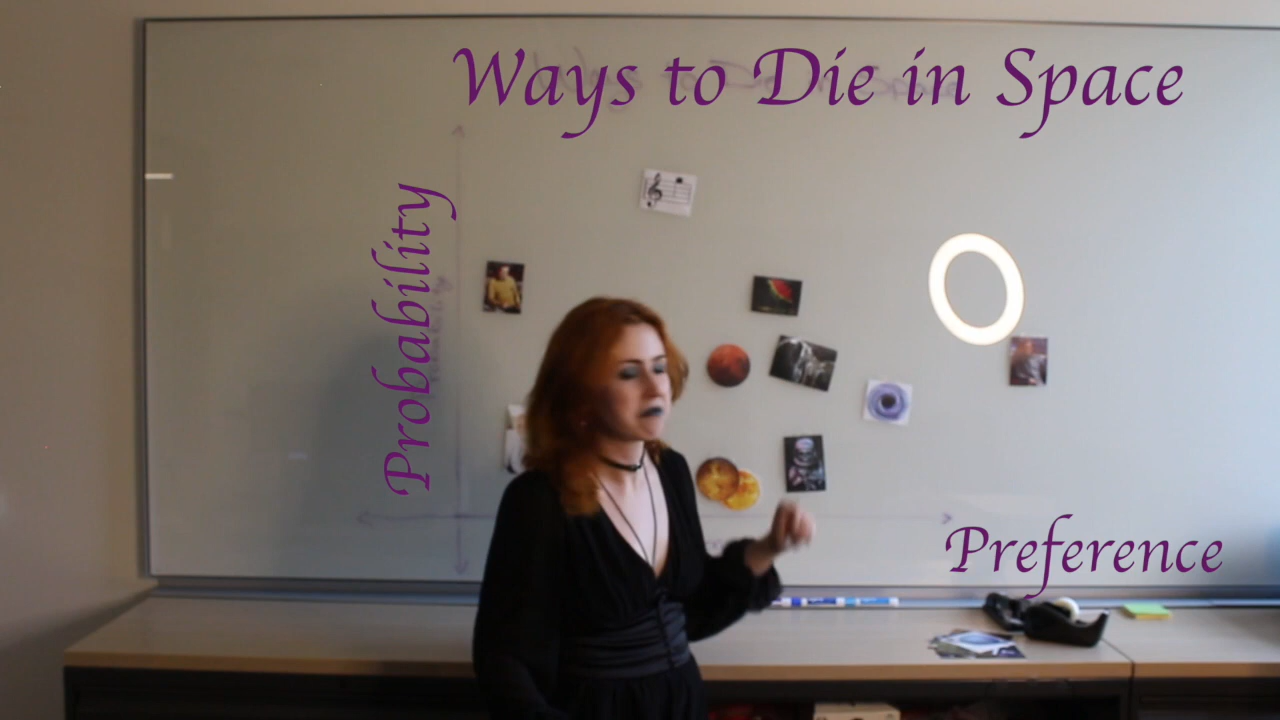 Ways to Die in Space
Probability
Preference